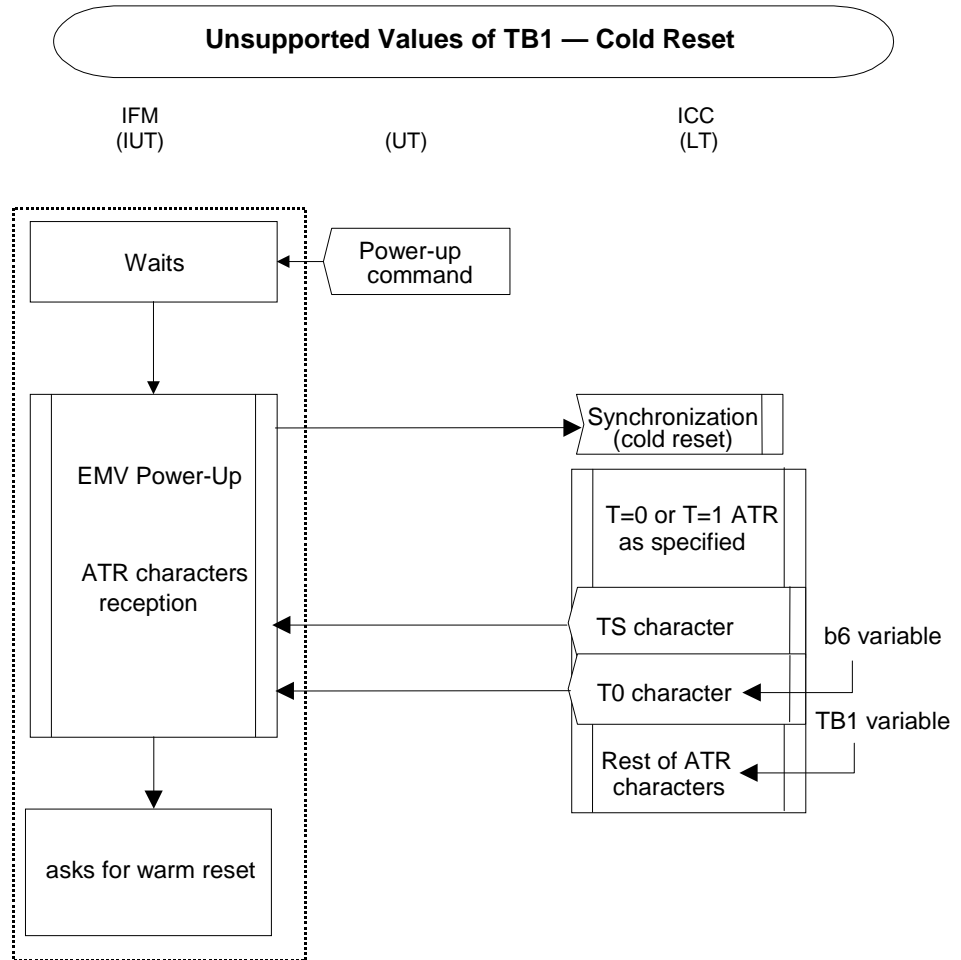 Unsupported Values of TB1 — Cold Reset
IFM
(IUT)
(UT)
ICC
(LT)
Waits
Power-up
command
Synchronization
(cold reset)
EMV Power-Up
T=0 or T=1 ATR
as specified
ATR characters
reception
TS character
b6 variable
T0 character
TB1 variable
Rest of ATR
characters
asks for warm reset